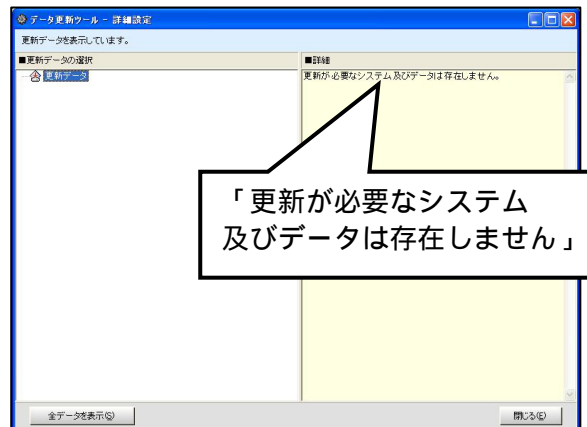 データ更新ツール - 詳細設定
更新データを表示しています。
■更新データの選択
■詳細
更新データ
更新が必要なシステム及びデータは存在しません。
「更新が必要なシステム
及びデータは存在しません」
全データを表示(S)
閉じる(E)